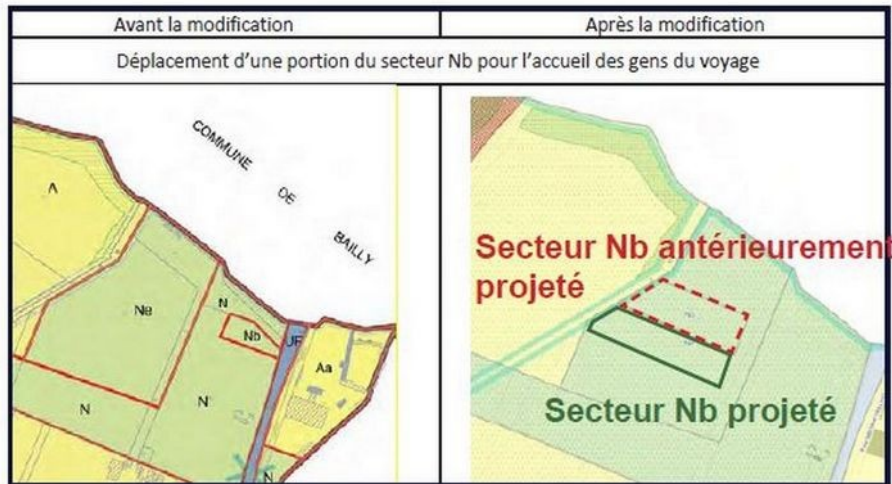 Avant la modification
Après la modification
Déplacement d'une portion du secteur Nb pour l'accueil des gens du voyage
COMMUNE
DE
BAILLY
A
Ne
N
Nb
UF
Aa
N
N
N
Secteur Nb antérieurement
projeté
Secteur Nb projeté